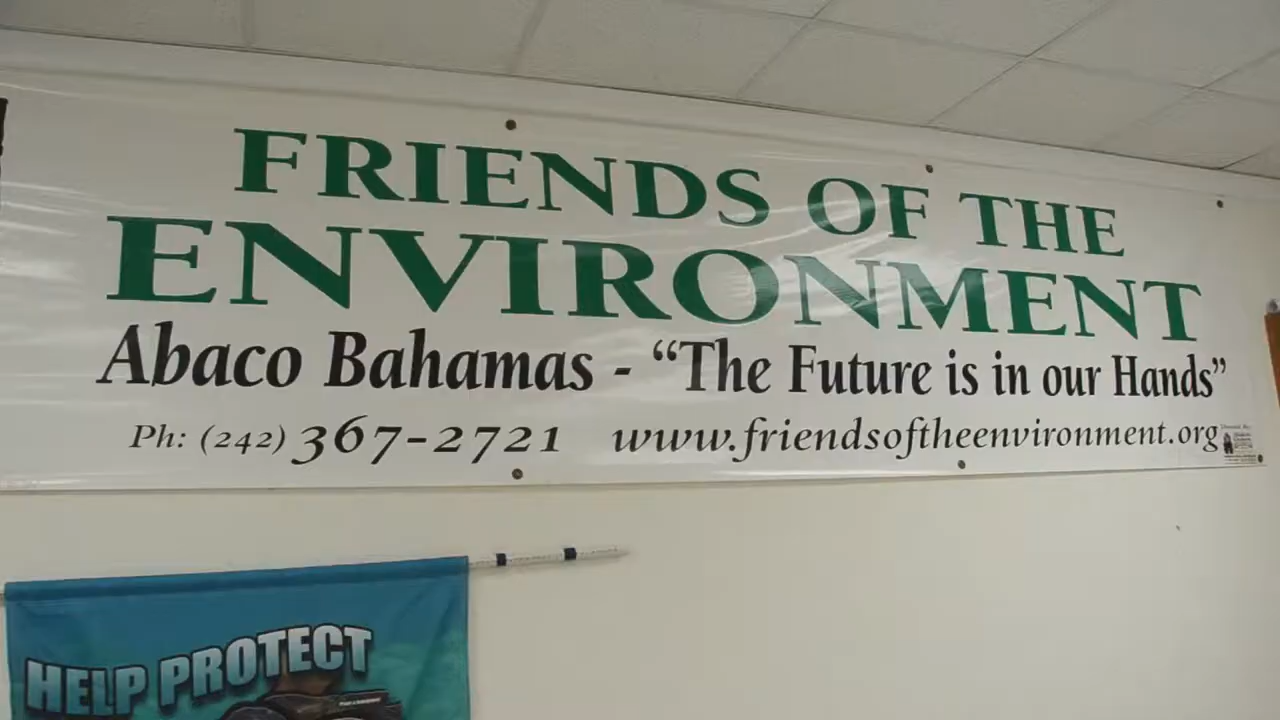 FRIENDS OF THE
ENVIRONMENT
Abaco Bahamas - “The Future is in our Hands”
Ph: (242) 367-2721 www.friendsoftheenvironment.org
HELP PROTECT